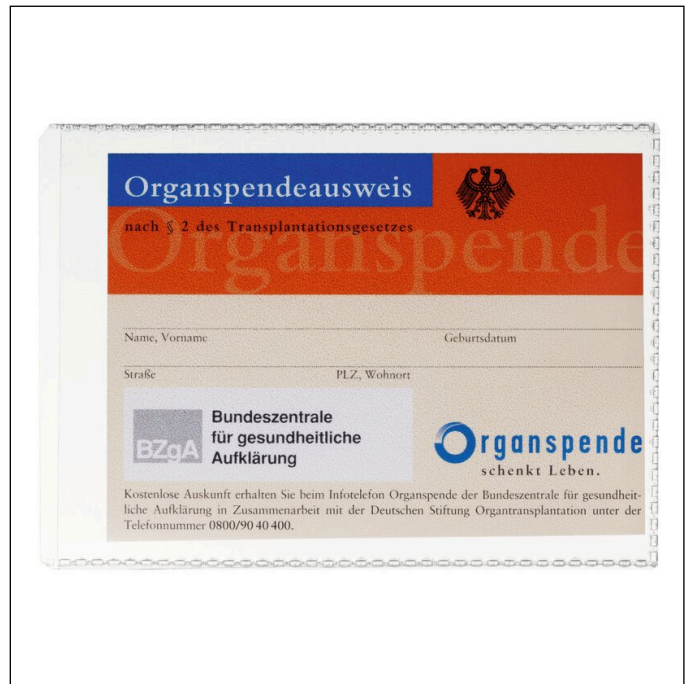 Organspendeausweis
nach § 2 des Transplantationsgesetzes
Organspende
Name, Vorname Geburtsdatum
Straße PLZ, Wohnort
BZgA
Bundeszentrale
für gesundheitliche
Aufklärung
Organspende
schenkt Leben.
Kostenlose Auskunft erhalten Sie beim Infotelefon Organspende der Bundeszentrale für gesundheit-
liche Aufklärung in Zusammenarbeit mit der Deutschen Stiftung Organtransplantation unter der
Telefonnummer 0800/90 40 400.